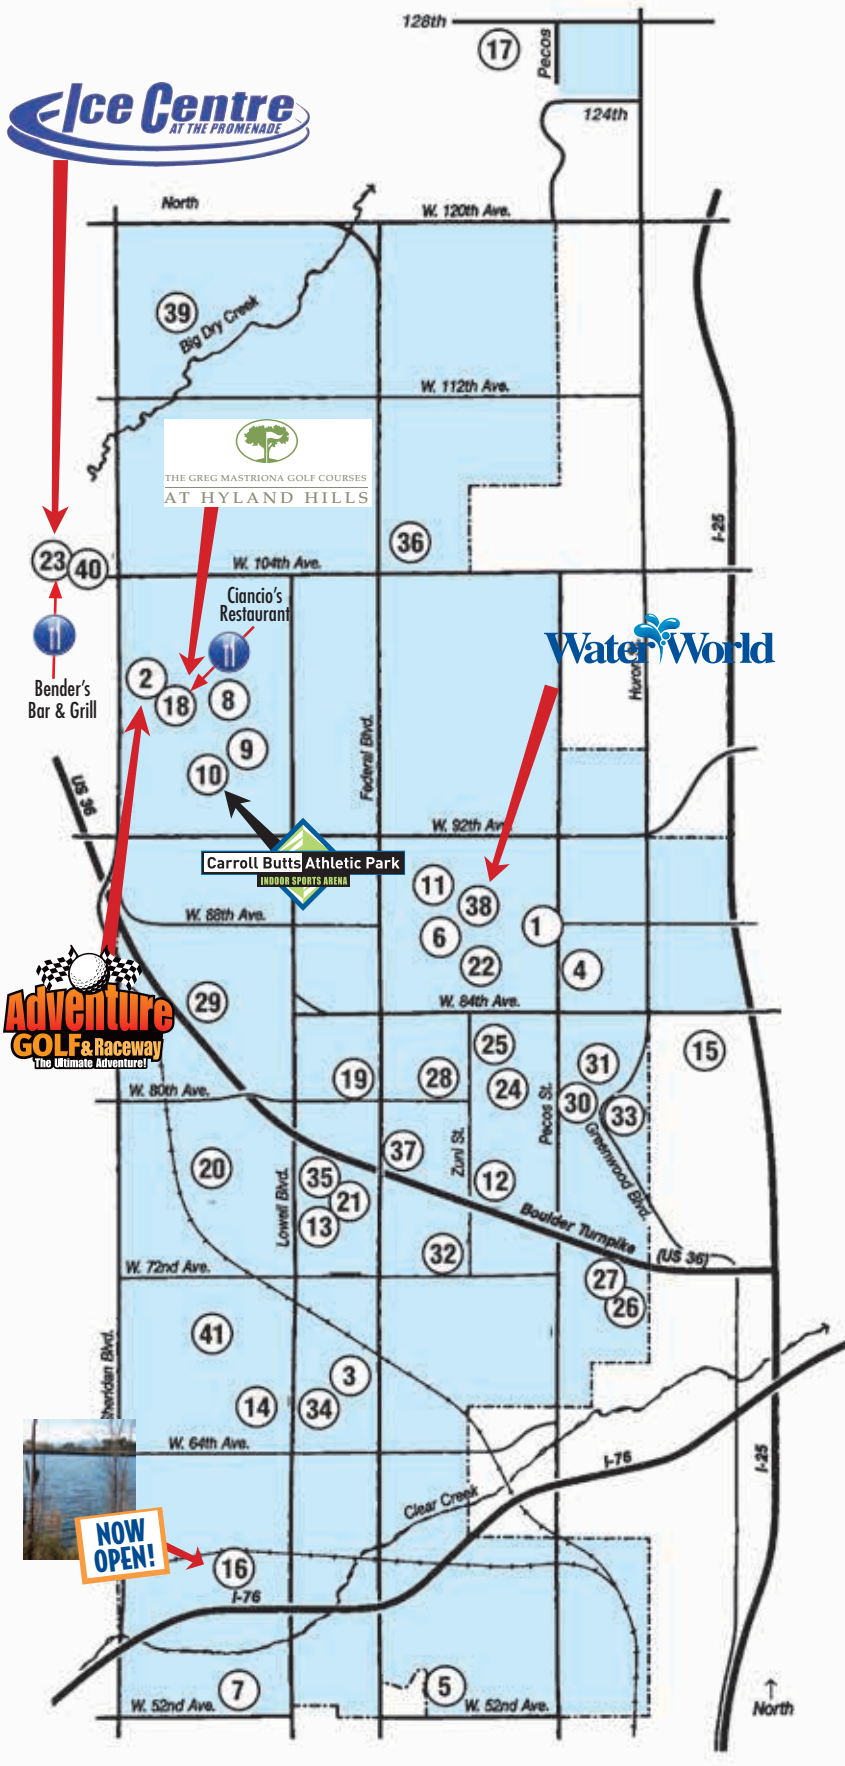 128th
17
Pecos
124th
Ice Centre
AT THE PROMENADE
North
W. 120th Ave.
39
Big Dry Creek
W. 112th Ave.
THE GREG MASTRIONA GOLF COURSES
AT HYLAND HILLS
I-25
36
23
40
W. 104th Ave.
Ciancio's
Restaurant
Water World
Huron
Bender's
Bar & Grill
2
18
8
9
10
Federal Blvd.
US 36
W. 92th Ave
Carroll Butts Athletic Park
INDOOR SPORTS ARENA
11
38
1
6
22
4
W. 88th Ave.
W. 84th Ave.
Adventure
GOLF & Raceway
The Ultimate Adventure!
29
25
31
15
19
28
24
30
33
W. 80th Ave.
Pecos St.
Zuni St.
Greenwood Blvd.
37
20
35
21
13
12
Lowell Blvd.
Boulder Turnpike
(US 36)
32
W. 72nd Ave.
27
26
41
Sheridan Blvd.
3
14
34
W. 64th Ave.
I-76
I-25
Clear Creek
NOW
OPEN!
16
I-76
7
5
W. 52nd Ave.
W. 52nd Ave.
North